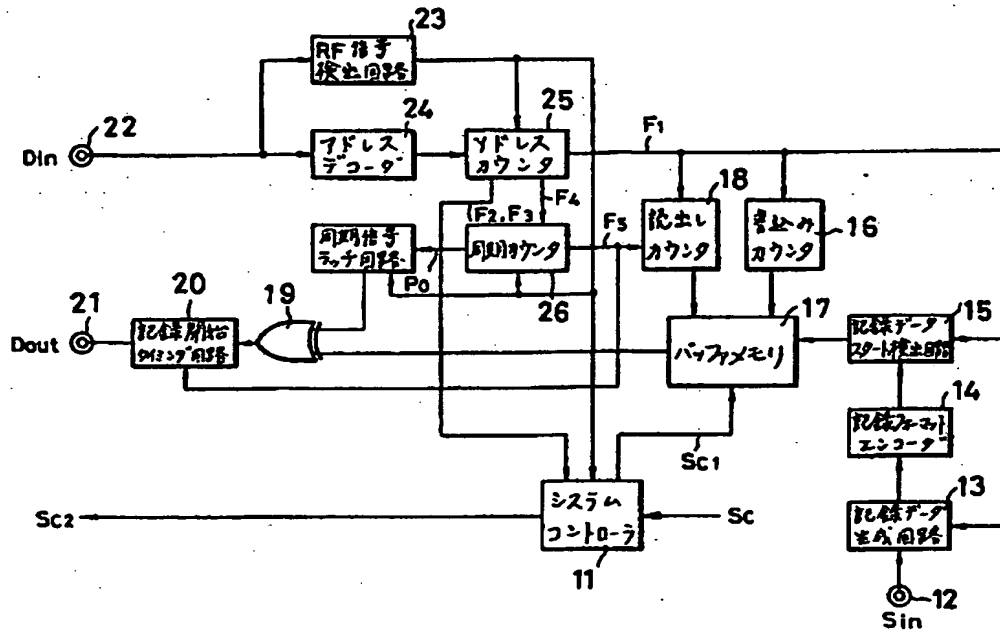 23
RF信号
検出回路
22
Din
24
アドレス
デコーダ
25
アドレス
カウンタ
F1
F2, F3
F4
18
読出し
カウンタ
書込み
カウンタ
16
同期信号
ラッチ回路
Po
同期カウンタ
26
F5
21
Dout
20
記録開始
タイミング回路
19
17
バッファメモリ
15
記録データ
スタート検出回路
14
記録フォーマット
エンコーダ
Sc1
13
記録データ
生成回路
Sc2
システム
コントローラ
11
Sc
12
Sin